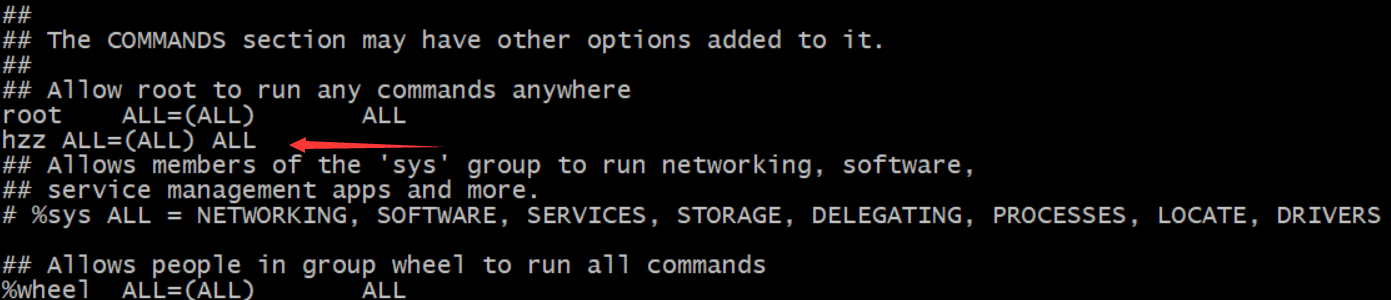 ##
## The COMMANDS section may have other options added to it.
##
## Allow root to run any commands anywhere
root    ALL=(ALL)       ALL
hzz ALL=(ALL) ALL
## Allows members of the 'sys' group to run networking, software,
## service management apps and more.
# %sys ALL = NETWORKING, SOFTWARE, SERVICES, STORAGE, DELEGATING, PROCESSES, LOCATE, DRIVERS
## Allows people in group wheel to run all commands
%wheel  ALL=(ALL)       ALL